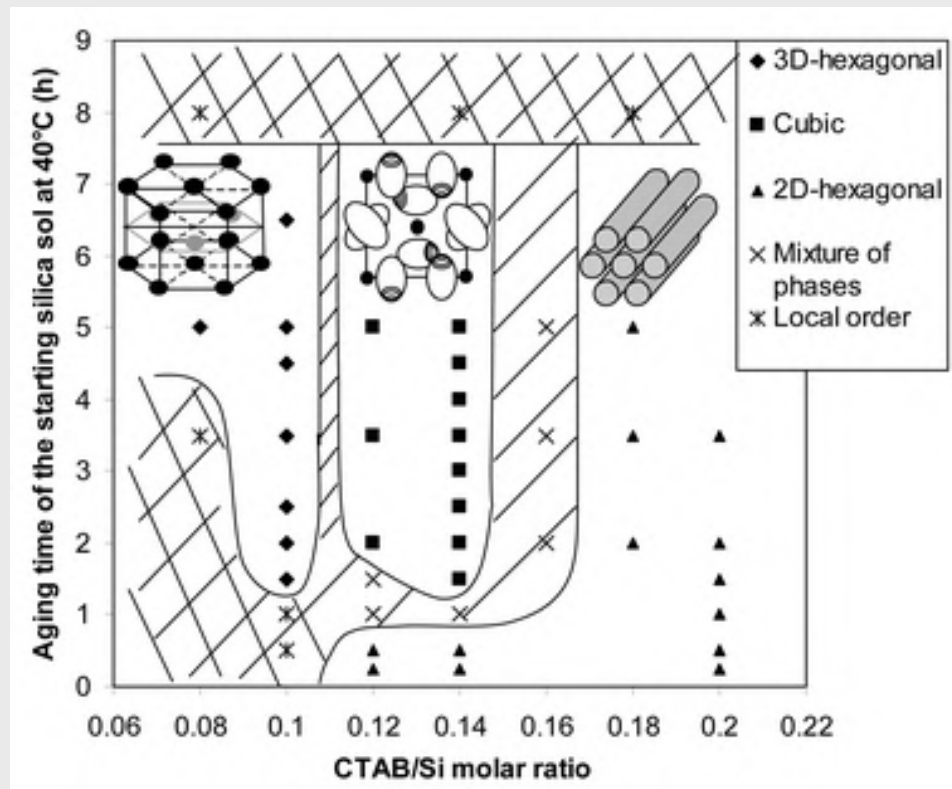 9
8
7
6
5
4
3
2
1
0
Aging time of the starting silica sol at 40°C (h)
3D-hexagonal
Cubic
2D-hexagonal
Mixture of
phases
Local order
0.06 0.08 0.1 0.12 0.14 0.16 0.18 0.2 0.22
CTAB/Si molar ratio